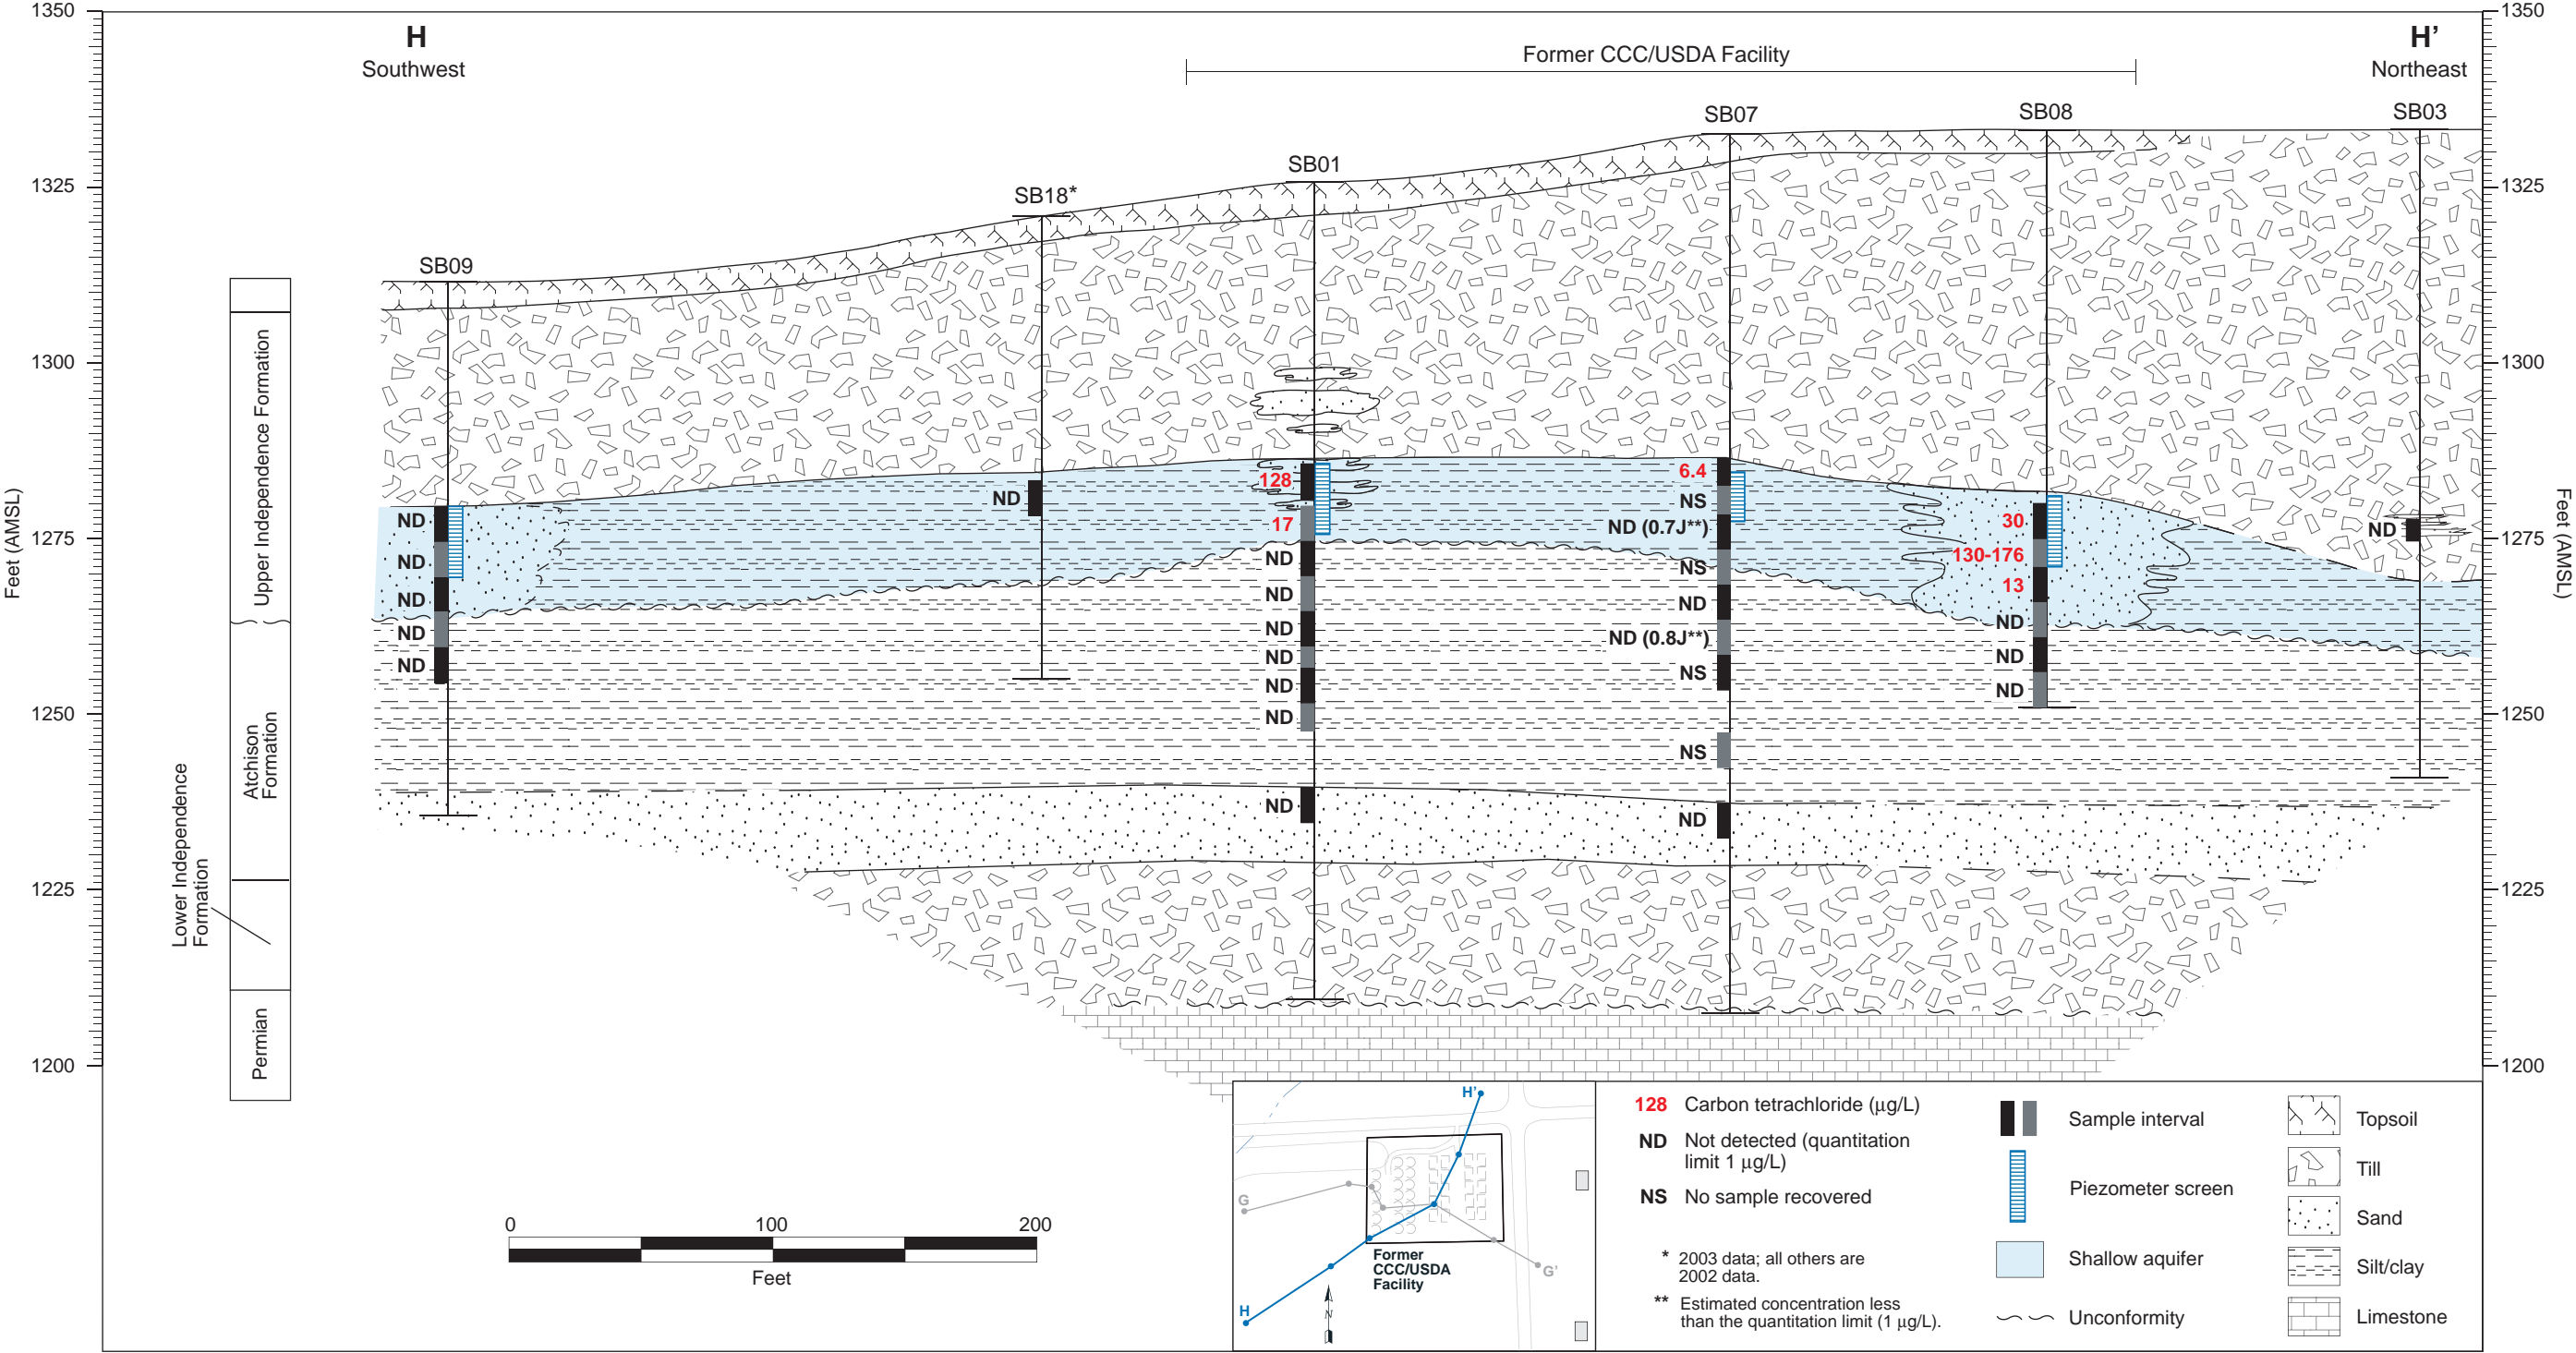 H
Southwest
Former CCC/USDA Facility
H’
Northeast
1350
1325
1300
1275
1250
1225
1200
Feet (AMSL)
1350
1325
1300
1275
1250
1225
1200
Feet (AMSL)
Upper Independence Formation
Atchison
Formation
Lower Independence
Formation
Permian
SB09
ND
ND
ND
ND
ND
SB18*
ND
SB01
128
17
ND
ND
ND
ND
ND
ND
ND
SB07
6.4
NS
ND (0.7J**)
NS
ND
ND (0.8J**)
NS
NS
ND
SB08
30
130-176
13
ND
ND
ND
SB03
ND
0 100 200
Feet
H’
G
G’
H
N
Former
CCC/USDA
Facility
128 Carbon tetrachloride (µg/L)
ND Not detected (quantitation
limit 1 µg/L)
NS No sample recovered
* 2003 data; all others are
2002 data.
** Estimated concentration less
than the quantitation limit (1 µg/L).
Sample interval
Piezometer screen
Shallow aquifer
Unconformity
Topsoil
Till
Sand
Silt/clay
Limestone